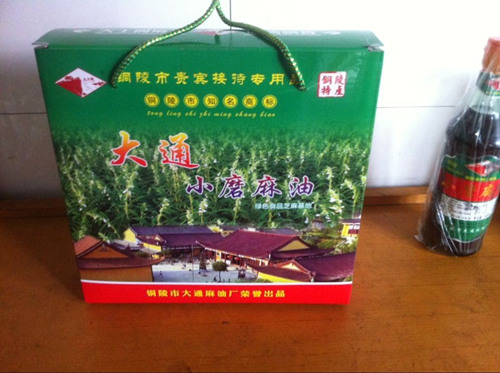 铜陵市贵宾接待专用
铜陵
特产
铜陵市知名商标
tong ling shi zhi ming shang biao
大通
小磨麻油
绿色食品芝麻基地
铜陵市大通麻油厂荣誉出品